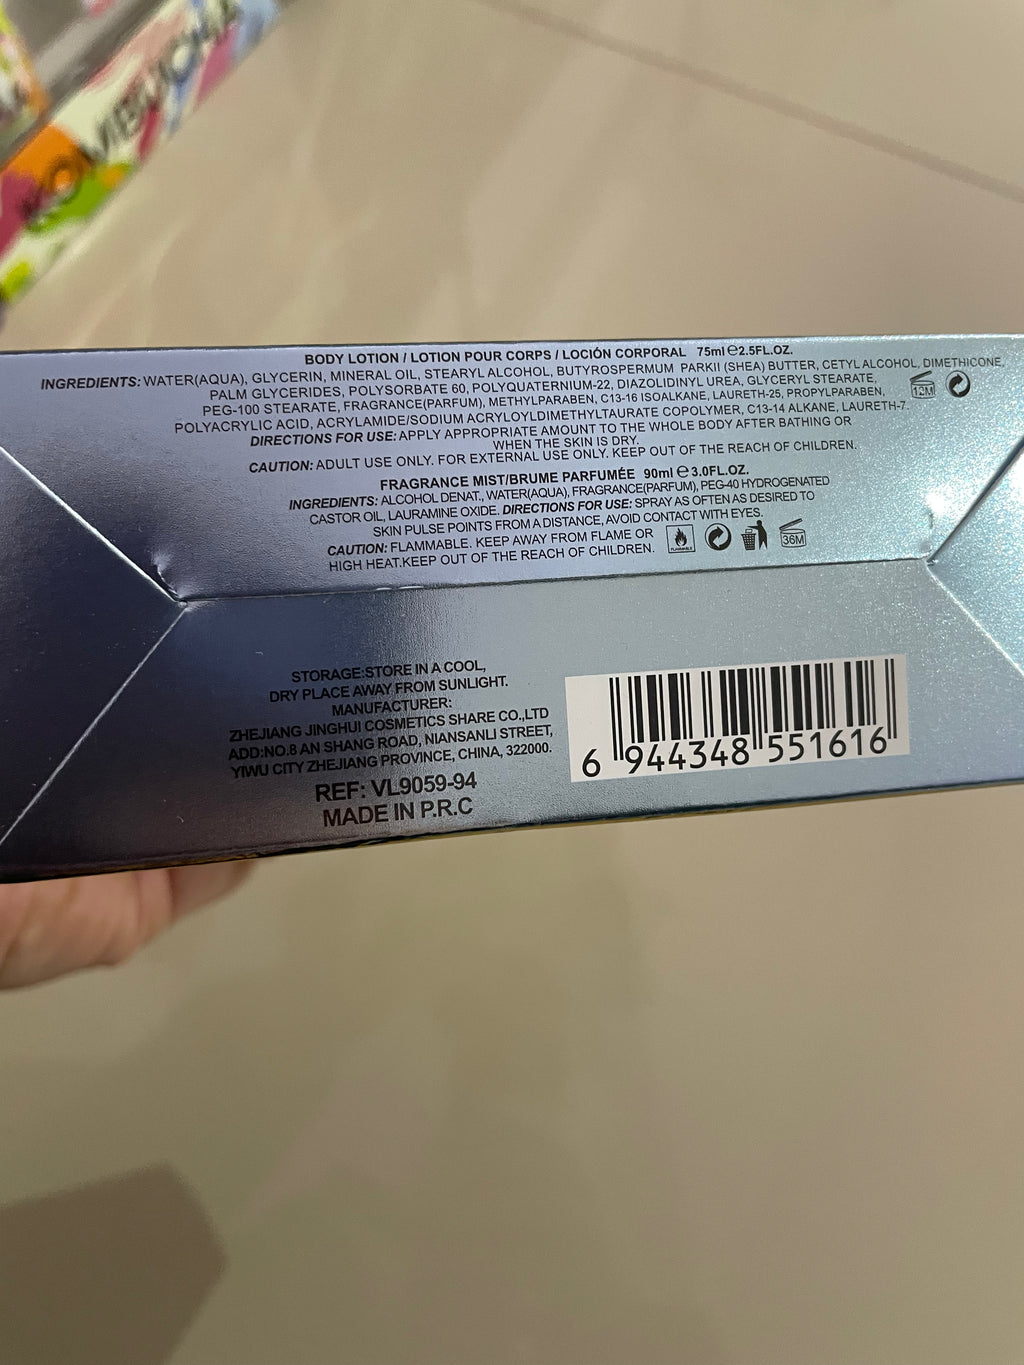 BODY LOTION / LOTION POUR CORPS / LOCIÓN CORPORAL 75ml ℮2.5FL.OZ.
INGREDIENTS: WATER(AQUA), GLYCERIN, MINERAL OIL, STEARYL ALCOHOL, BUTYROSPERMUM PARKII (SHEA) BUTTER, CETYL ALCOHOL, DIMETHICONE,
PALM GLYCERIDES, POLYSORBATE 60, POLYQUATERNIUM-22, DIAZOLIDINYL UREA, GLYCERYL STEARATE,
PEG-100 STEARATE, FRAGRANCE(PARFUM), METHYLPARABEN, C13-16 ISOALKANE, LAURETH-25, PROPYLPARABEN,
POLYACRYLIC ACID, ACRYLAMIDE/SODIUM ACRYLOYLDIMETHYLTAURATE COPOLYMER, C13-14 ALKANE, LAURETH-7.
12M
DIRECTIONS FOR USE: APPLY APPROPRIATE AMOUNT TO THE WHOLE BODY AFTER BATHING OR
WHEN THE SKIN IS DRY.
CAUTION: ADULT USE ONLY. FOR EXTERNAL USE ONLY. KEEP OUT OF THE REACH OF CHILDREN.
FRAGRANCE MIST/BRUME PARFUMÉE 90ml ℮3.0FL.OZ.
INGREDIENTS: ALCOHOL DENAT., WATER(AQUA), FRAGRANCE(PARFUM), PEG-40 HYDROGENATED
CASTOR OIL, LAURAMINE OXIDE. DIRECTIONS FOR USE: SPRAY AS OFTEN AS DESIRED TO
SKIN PULSE POINTS FROM A DISTANCE, AVOID CONTACT WITH EYES.
CAUTION: FLAMMABLE. KEEP AWAY FROM FLAME OR
HIGH HEAT.KEEP OUT OF THE REACH OF CHILDREN.
FLAMMABLE
36M
STORAGE:STORE IN A COOL,
DRY PLACE AWAY FROM SUNLIGHT.
MANUFACTURER:
ZHEJIANG JINGHUI COSMETICS SHARE CO.,LTD
ADD:NO.8 AN SHANG ROAD, NIANSANLI STREET,
YIWU CITY ZHEJIANG PROVINCE, CHINA, 322000.
REF: VL9059-94
MADE IN P.R.C
6 944348 551616